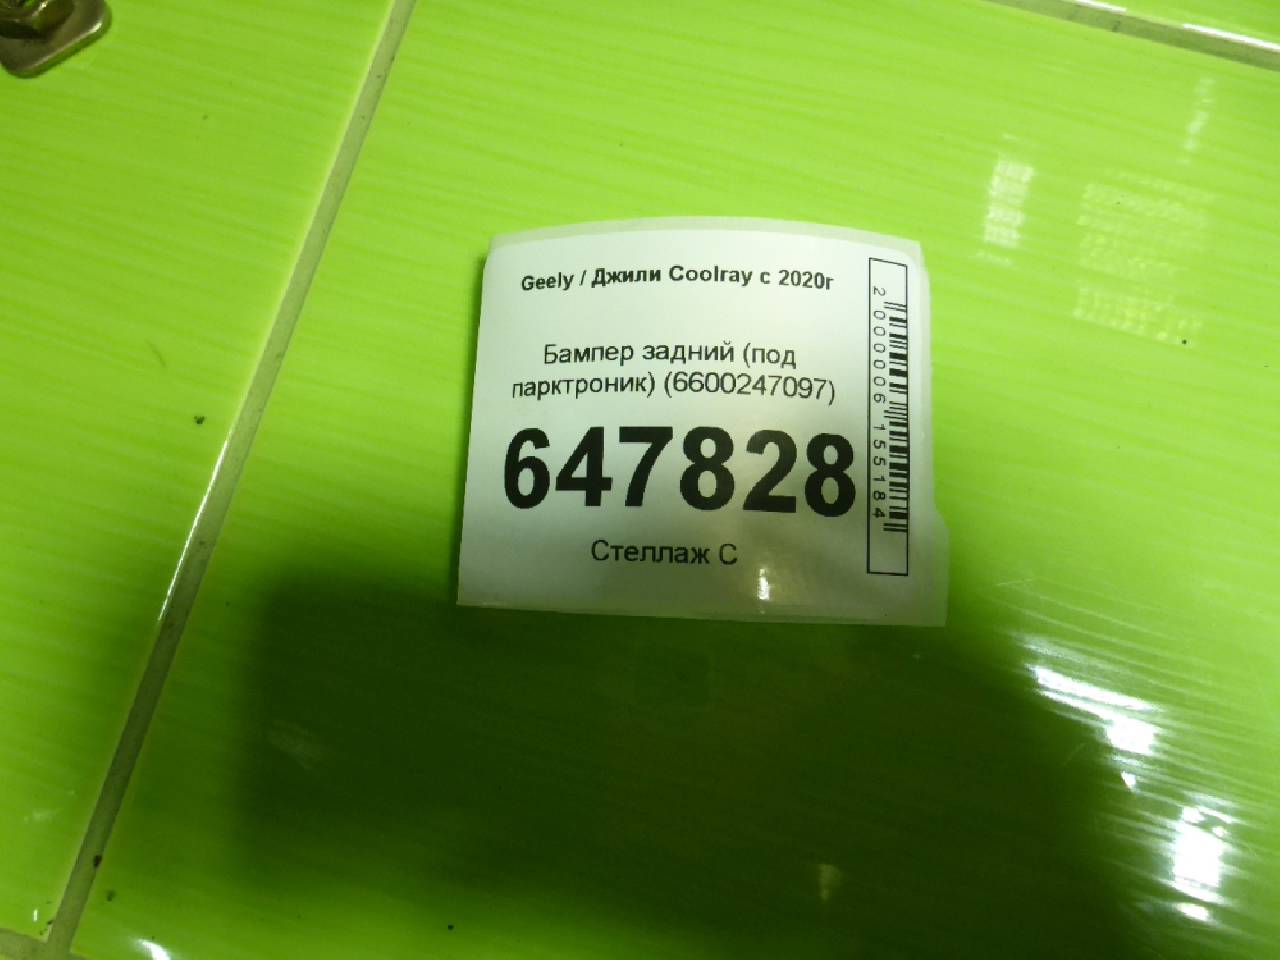 Geely / Джили Coolray с 2020г
Бампер задний (под
парктроник) (6600247097)
647828
Стеллаж С
2000006155184